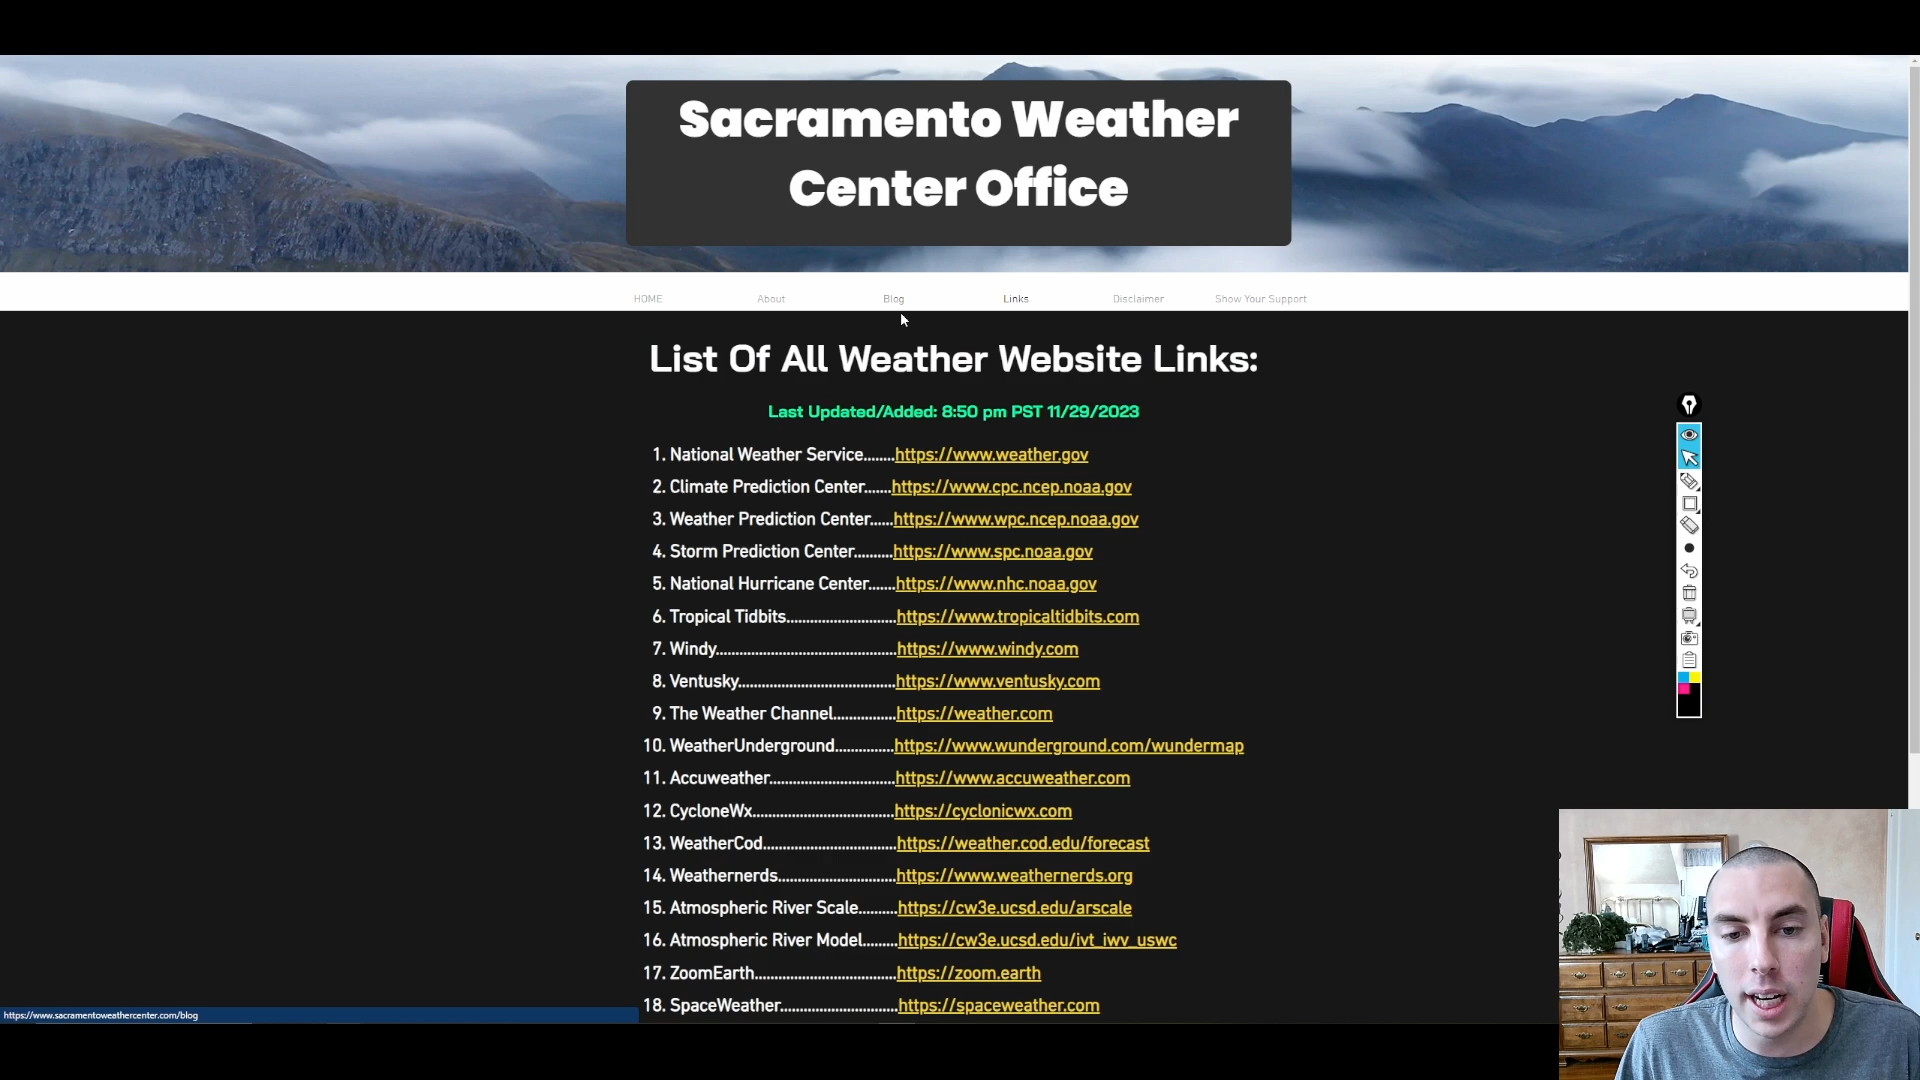 Sacramento Weather
Center Office
HOME About Blog Links Disclaimer Show Your Support
List Of All Weather Website Links:
Last Updated/Added: 8:50 pm PST 11/29/2023
1. National Weather Service........https://www.weather.gov
2. Climate Prediction Center.......https://www.cpc.ncep.noaa.gov
3. Weather Prediction Center......https://www.wpc.ncep.noaa.gov
4. Storm Prediction Center..........https://www.spc.noaa.gov
5. National Hurricane Center.......https://www.nhc.noaa.gov
6. Tropical Tidbits............................https://www.tropicaltidbits.com
7. Windy..............................................https://www.windy.com
8. Ventusky........................................https://www.ventusky.com
9. The Weather Channel................https://weather.com
10. WeatherUnderground...............https://www.wunderground.com/wundermap
11. Accuweather................................https://www.accuweather.com
12. CycloneWx....................................https://cyclonicwx.com
13. WeatherCod..................................https://weather.cod.edu/forecast
14. Weathernerds..............................https://www.weathernerds.org
15. Atmospheric River Scale..........https://cw3e.ucsd.edu/arscale
16. Atmospheric River Model.........https://cw3e.ucsd.edu/ivt_iwv_uswc
17. ZoomEarth....................................https://zoom.earth
18. SpaceWeather..............................https://spaceweather.com
https://www.sacramentoweathercenter.com/blog